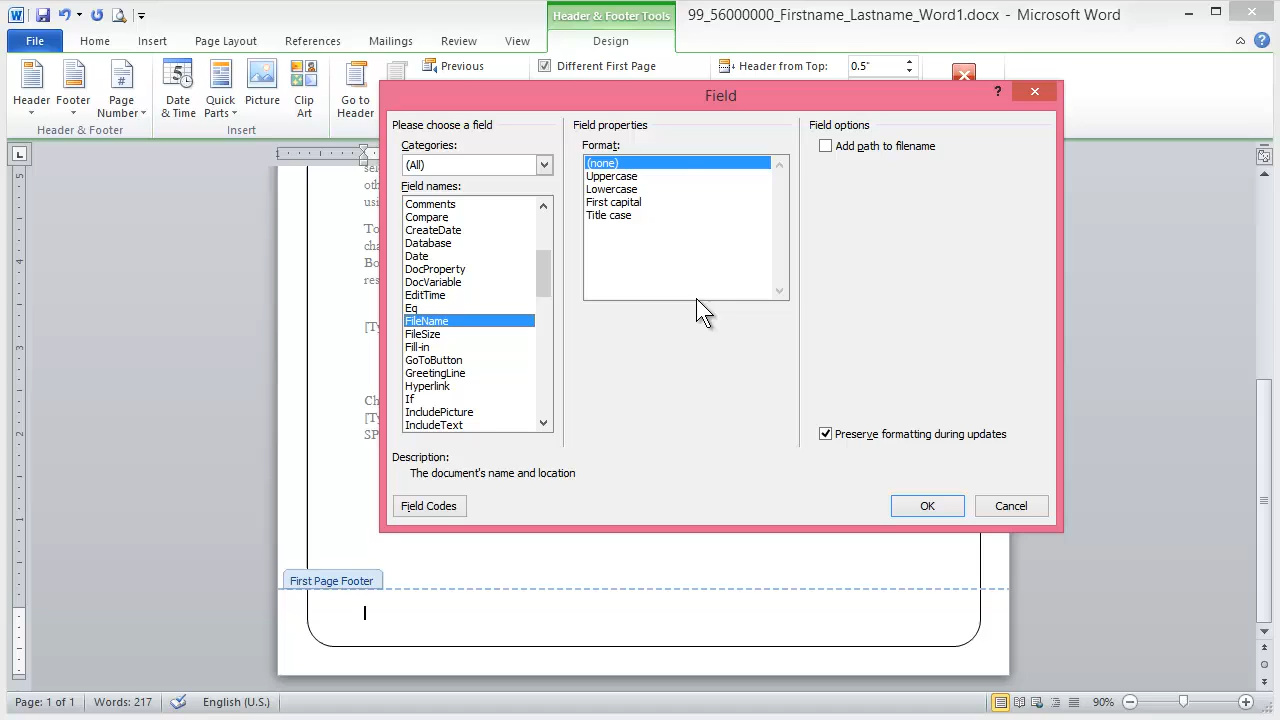 Header & Footer Tools
99_56000000_Firstname_Lastname_Word1.docx - Microsoft Word
File Home Insert Page Layout References Mailings Review View Design
Header
Footer
Page Number
Date & Time
Quick Parts
Picture
Clip Art
Go to Header
Previous
Different First Page
Header from Top: 0.5"
Header & Footer
Insert
Field
Please choose a field
Categories:
(All)
Field names:
Comments
Compare
CreateDate
Database
Date
DocProperty
DocVariable
EditTime
Eq
FileName
FileSize
Fill-in
GoToButton
GreetingLine
Hyperlink
If
IncludePicture
IncludeText
Field properties
Format:
(none)
Uppercase
Lowercase
First capital
Title case
Field options
Add path to filename
Preserve formatting during updates
Description:
The document's name and location
Field Codes
OK
Cancel
First Page Footer
Page: 1 of 1
Words: 217
English (U.S.)
90%